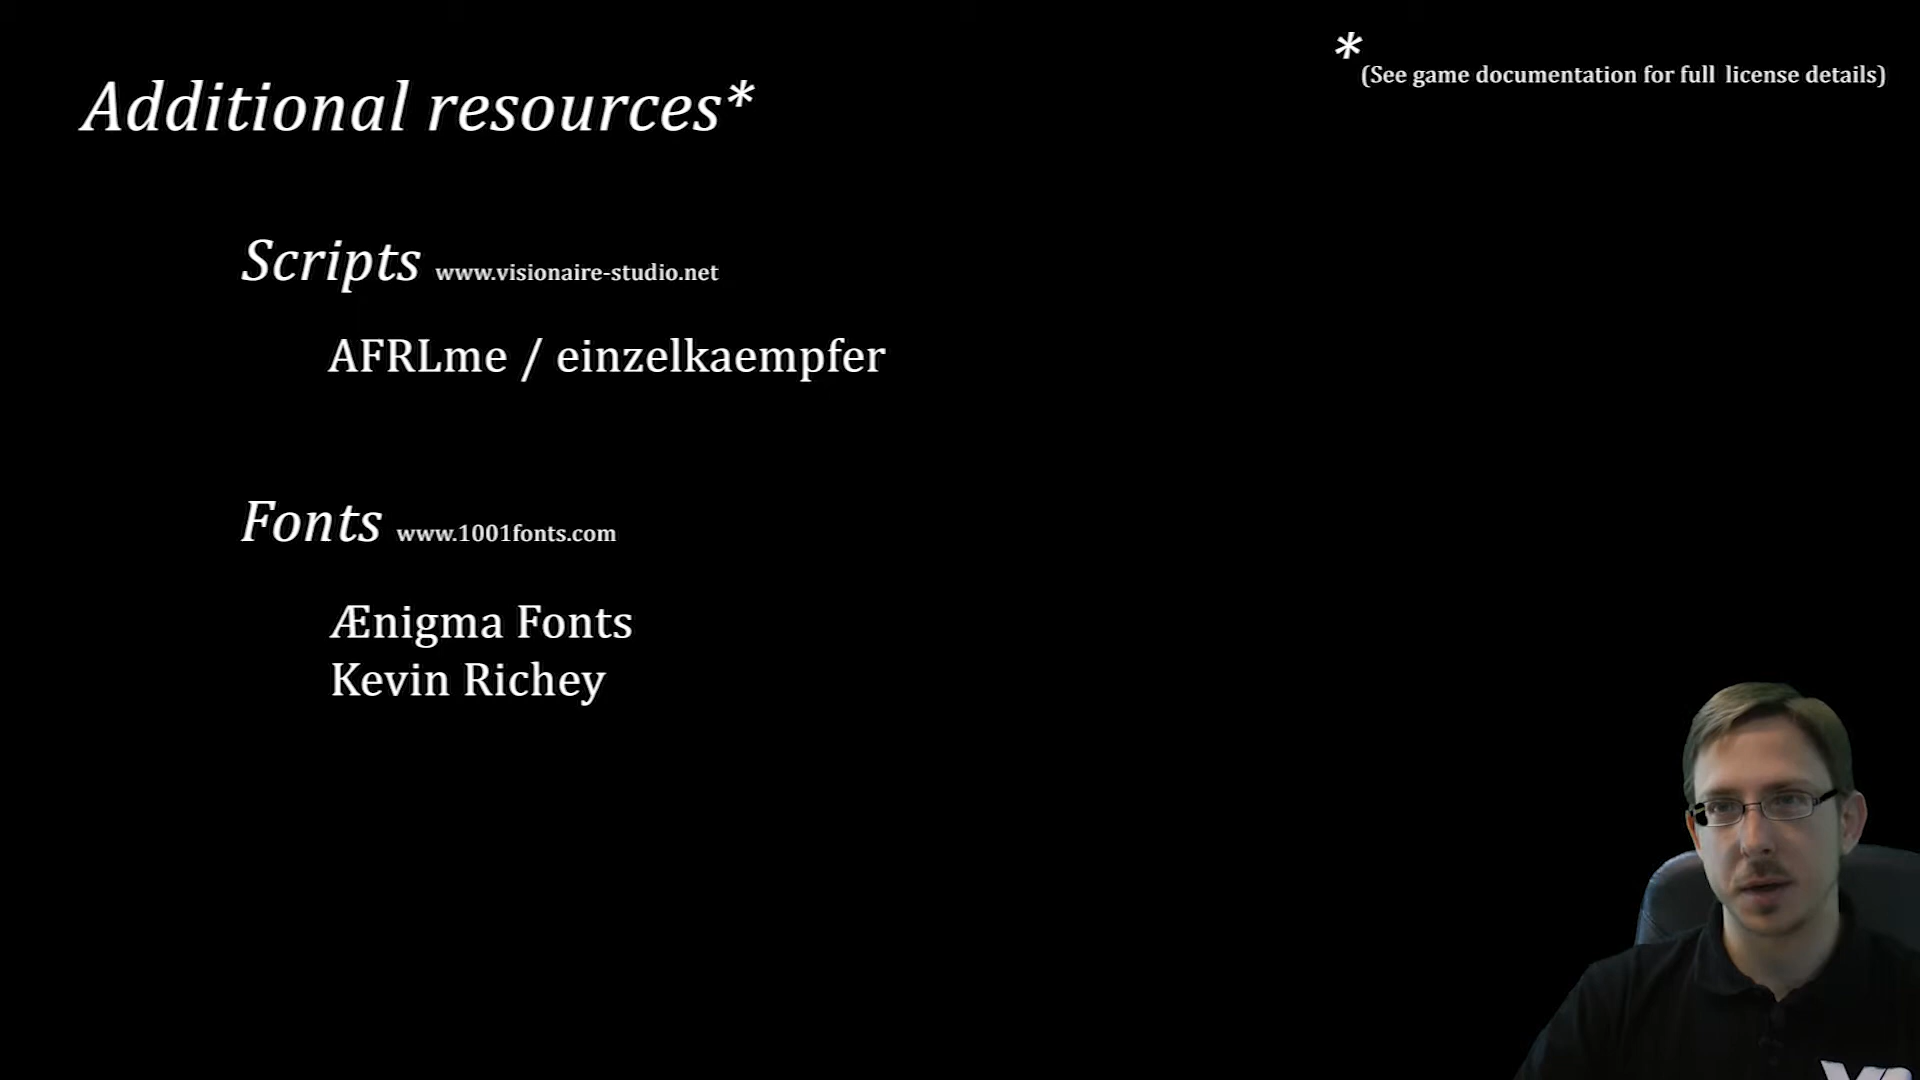 *
(See game documentation for full license details)
Additional resources*
Scripts www.visionaire-studio.net
AFRLme / einzelkaempfer
Fonts www.1001fonts.com
Ænigma Fonts
Kevin Richey